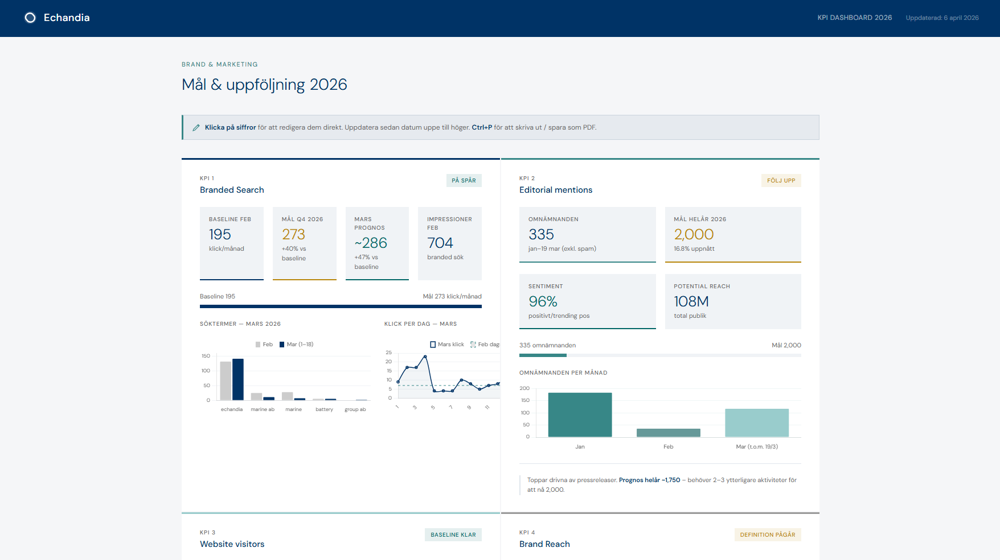 Echandia
KPI DASHBOARD 2026
Uppdaterad: 6 april 2026
BRAND & MARKETING
Mål & uppföljning 2026
Klicka på siffror för att redigera dem direkt. Uppdatera sedan datum uppe till höger. Ctrl+P för att skriva ut / spara som PDF.
KPI 1
PÅ SPÅR
Branded Search
BASELINE FEB
195
klick/månad
MÅL Q4 2026
273
+40% vs
baseline
MARS
PROGNOS
~286
+47% vs
baseline
IMPRESSIONER
FEB
704
branded sök
Baseline 195
Mål 273 klick/månad
SÖKTERMER — MARS 2026
Feb
Mar (1–18)
150
100
50
0
echandia
marine ab
marine
battery
group ab
KLICK PER DAG — MARS
Mars klick
Feb dag
25
20
15
10
5
0
1
3
5
7
9
11
KPI 2
FÖLJ UPP
Editorial mentions
OMNÄMNANDEN
335
jan–19 mar (exkl. spam)
MÅL HELÅR 2026
2,000
16.8% uppnått
SENTIMENT
96%
positivt/trending pos
POTENTIAL REACH
108M
total publik
335 omnämnanden
Mål 2,000
OMNÄMNANDEN PER MÅNAD
200
150
100
50
0
Jan
Feb
Mar (t.o.m. 19/3)
Toppar drivna av pressreleaser. Prognos helår ~1,750 – behöver 2–3 ytterligare aktiviteter för
att nå 2,000.
KPI 3
BASELINE KLAR
Website visitors
KPI 4
DEFINITION PÅGÅR
Brand Reach